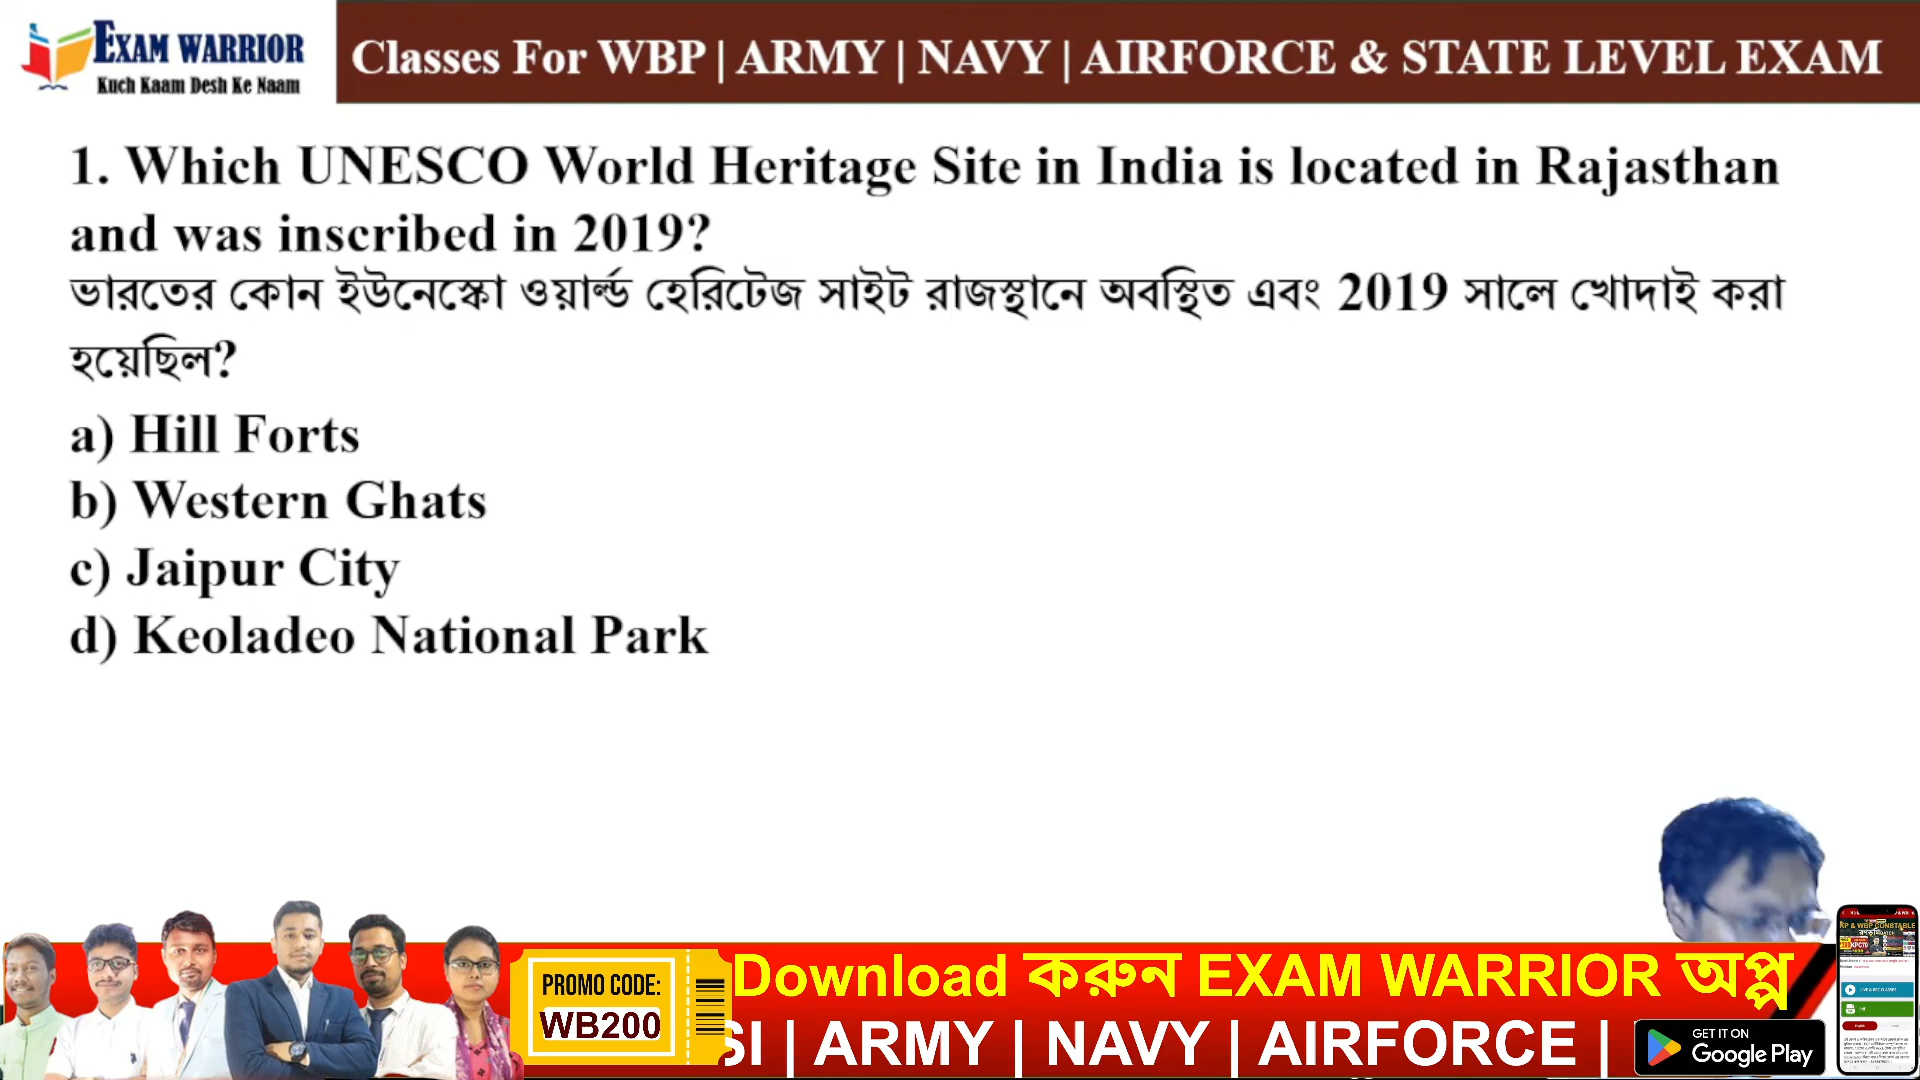 EXAM WARRIOR
Kuch Kaam Desh Ke Naam
Classes For WBP | ARMY | NAVY | AIRFORCE & STATE LEVEL EXAM
1. Which UNESCO World Heritage Site in India is located in Rajasthan
and was inscribed in 2019?
ভারতের কোন ইউনেস্কো ওয়ার্ল্ড হেরিটেজ সাইট রাজস্থানে অবস্থিত এবং 2019 সালে খোদাই করা
হয়েছিল?
a) Hill Forts
b) Western Ghats
c) Jaipur City
d) Keoladeo National Park
PROMO CODE:
WB200
Download করুন EXAM WARRIOR অপ্প
SI | ARMY | NAVY | AIRFORCE |
GET IT ON
Google Play